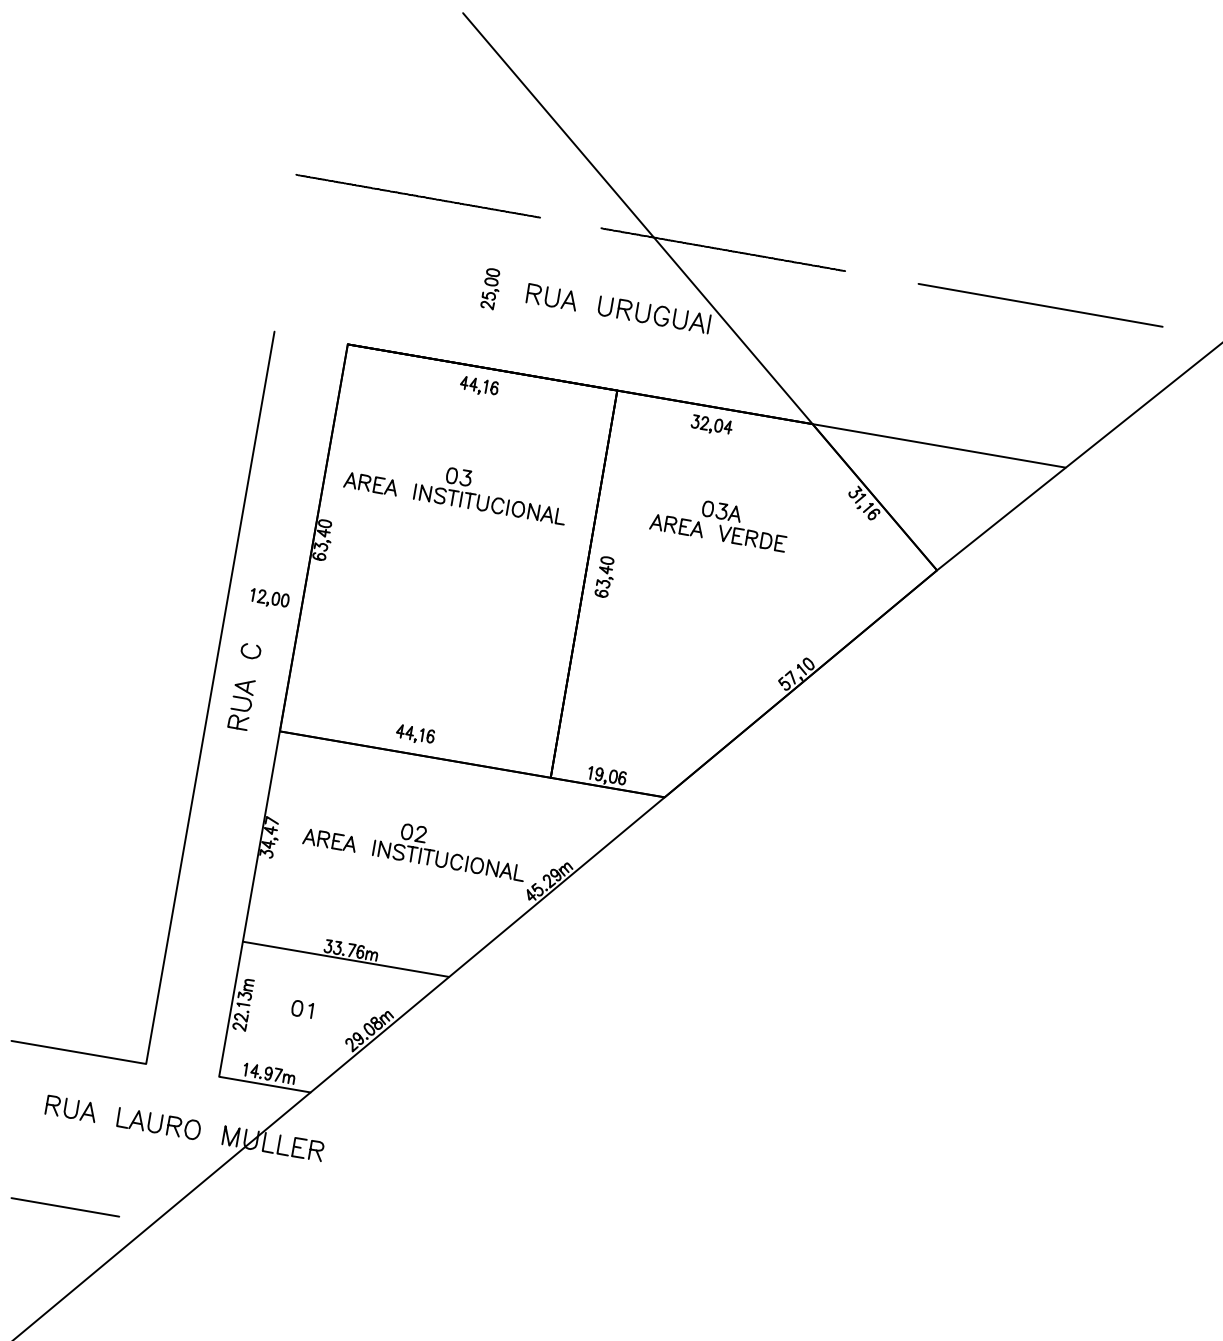 25,00
RUA URUGUAI
44,16
32,04
03
AREA INSTITUCIONAL
03A
AREA VERDE
31,16
63,40
63,40
12,00
RUA C
57,10
44,16
19,06
02
AREA INSTITUCIONAL
34,47
45.29m
33.76m
22.13m
01
29.08m
14.97m
RUA LAURO MULLER